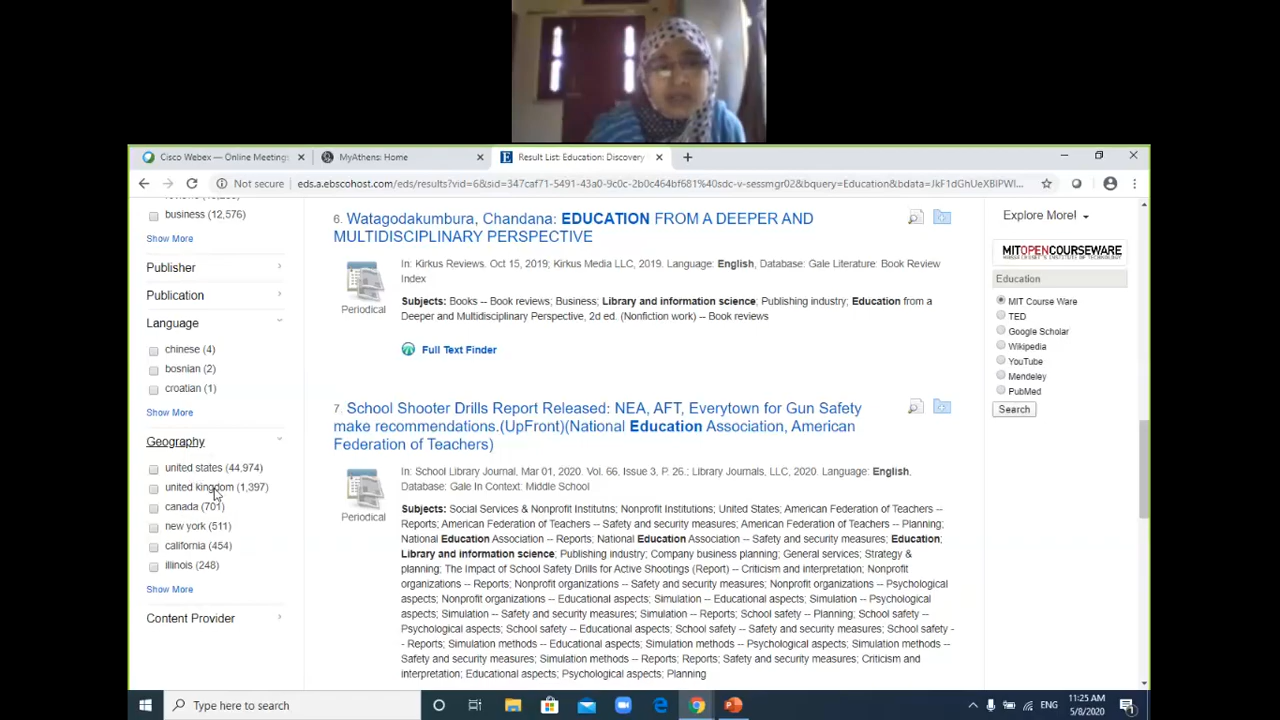 Cisco Webex — Online Meeting
MyAthens: Home
Result List: Education: Discovery
Not secure
eds.a.ebscohost.com/eds/results?vid=6&sid=347caf71-5491-43a0-9c0c-2b0c464bf681%40sdc-v-sessmgr02&bquery=Education&bdata=JkF1dGhUeXBlPWl...
business (12,576)
Show More
Publisher
Publication
Language
chinese (4)
bosnian (2)
croatian (1)
Show More
Geography
united states (44,974)
united kingdom (1,397)
canada (701)
new york (511)
california (454)
illinois (248)
Show More
Content Provider
6. Watagodakumbura, Chandana: EDUCATION FROM A DEEPER AND
MULTIDISCIPLINARY PERSPECTIVE
Periodical
In: Kirkus Reviews. Oct 15, 2019; Kirkus Media LLC, 2019. Language: English, Database: Gale Literature: Book Review
Index
Subjects: Books -- Book reviews; Business; Library and information science; Publishing industry; Education from a
Deeper and Multidisciplinary Perspective, 2d ed. (Nonfiction work) -- Book reviews
Full Text Finder
7. School Shooter Drills Report Released: NEA, AFT, Everytown for Gun Safety
make recommendations.(UpFront)(National Education Association, American
Federation of Teachers)
Periodical
In: School Library Journal, Mar 01, 2020. Vol. 66, Issue 3, P. 26.; Library Journals, LLC, 2020. Language: English,
Database: Gale In Context: Middle School
Subjects: Social Services & Nonprofit Institutns; Nonprofit Institutions; United States; American Federation of Teachers --
Reports; American Federation of Teachers -- Safety and security measures; American Federation of Teachers -- Planning;
National Education Association -- Reports; National Education Association -- Safety and security measures; Education;
Library and information science; Publishing industry; Company business planning; General services; Strategy &
planning; The Impact of School Safety Drills for Active Shootings (Report) -- Criticism and interpretation; Nonprofit
organizations -- Reports; Nonprofit organizations -- Safety and security measures; Nonprofit organizations -- Psychological
aspects; Nonprofit organizations -- Educational aspects; Simulation -- Educational aspects; Simulation -- Psychological
aspects; Simulation -- Safety and security measures; Simulation -- Reports; School safety -- Planning; School safety --
Psychological aspects; School safety -- Educational aspects; School safety -- Safety and security measures; School safety -
- Reports; Simulation methods -- Educational aspects; Simulation methods -- Psychological aspects; Simulation methods --
Safety and security measures; Simulation methods -- Reports; Reports; Safety and security measures; Criticism and
interpretation; Educational aspects; Psychological aspects; Planning
Explore More!
MITOPENCOURSEWARE
Education
MIT Course Ware
TED
Google Scholar
Wikipedia
YouTube
Mendeley
PubMed
Search
Type here to search
ENG
11:25 AM
5/8/2020